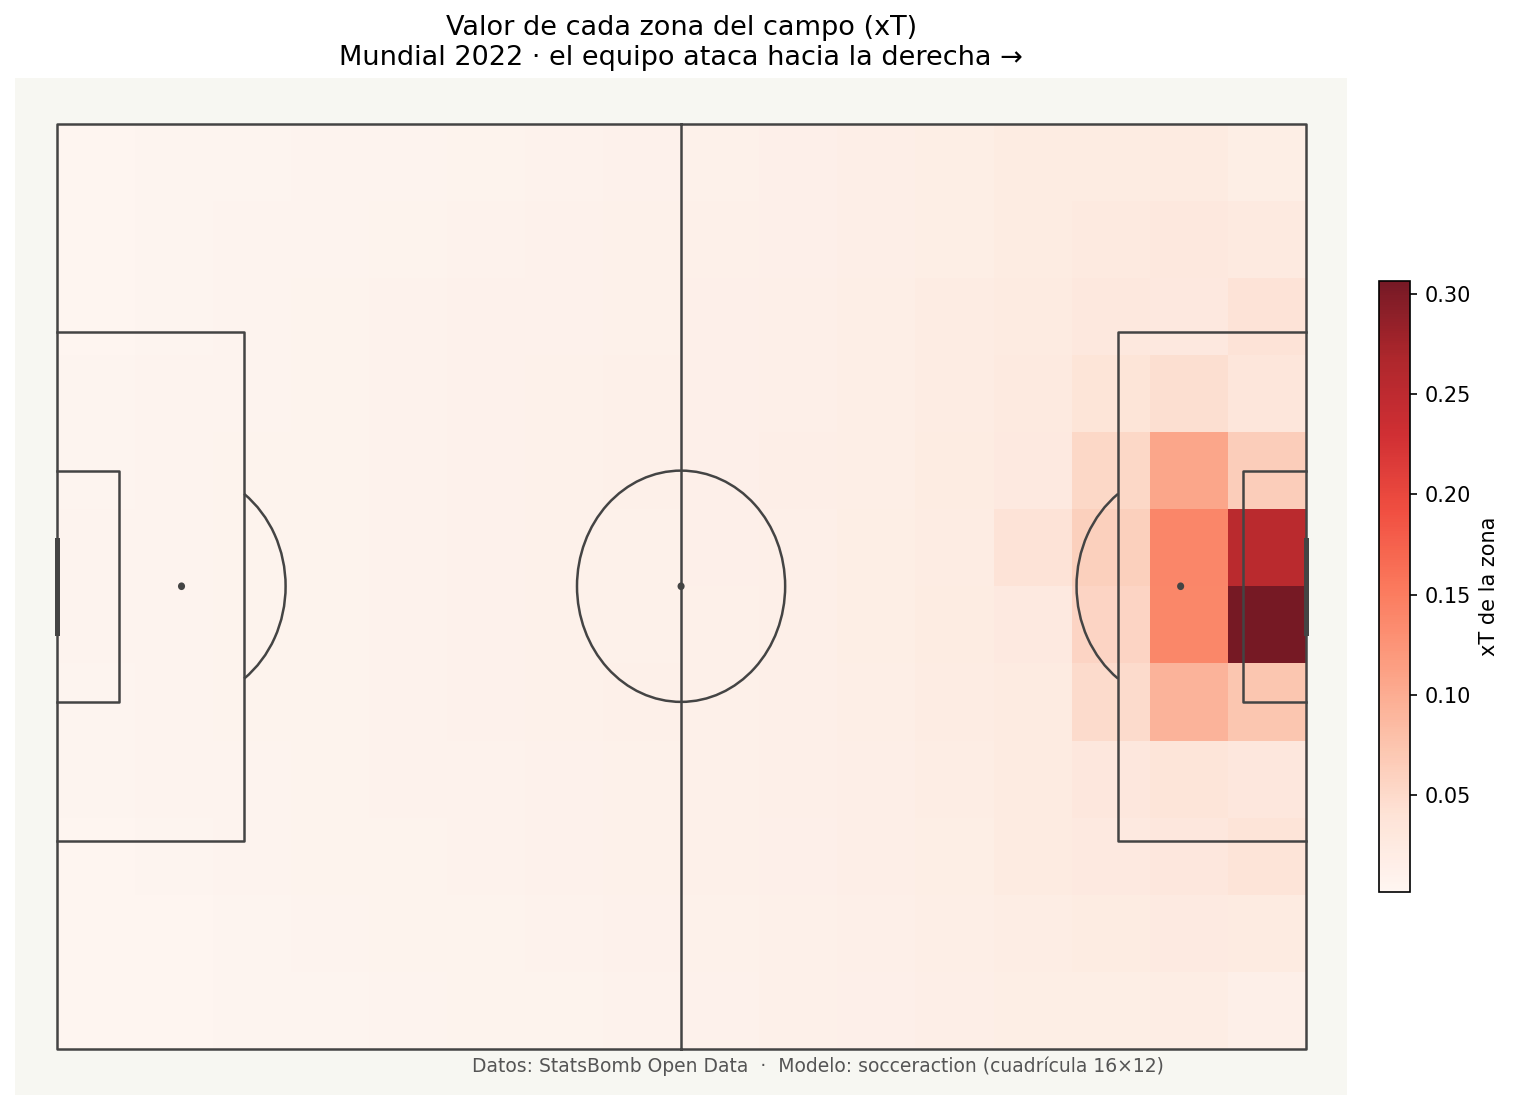 Valor de cada zona del campo (xT)
Mundial 2022 · el equipo ataca hacia la derecha →
0.30
0.25
0.20
0.15
0.10
0.05
xT de la zona
Datos: StatsBomb Open Data · Modelo: socceraction (cuadrícula 16×12)